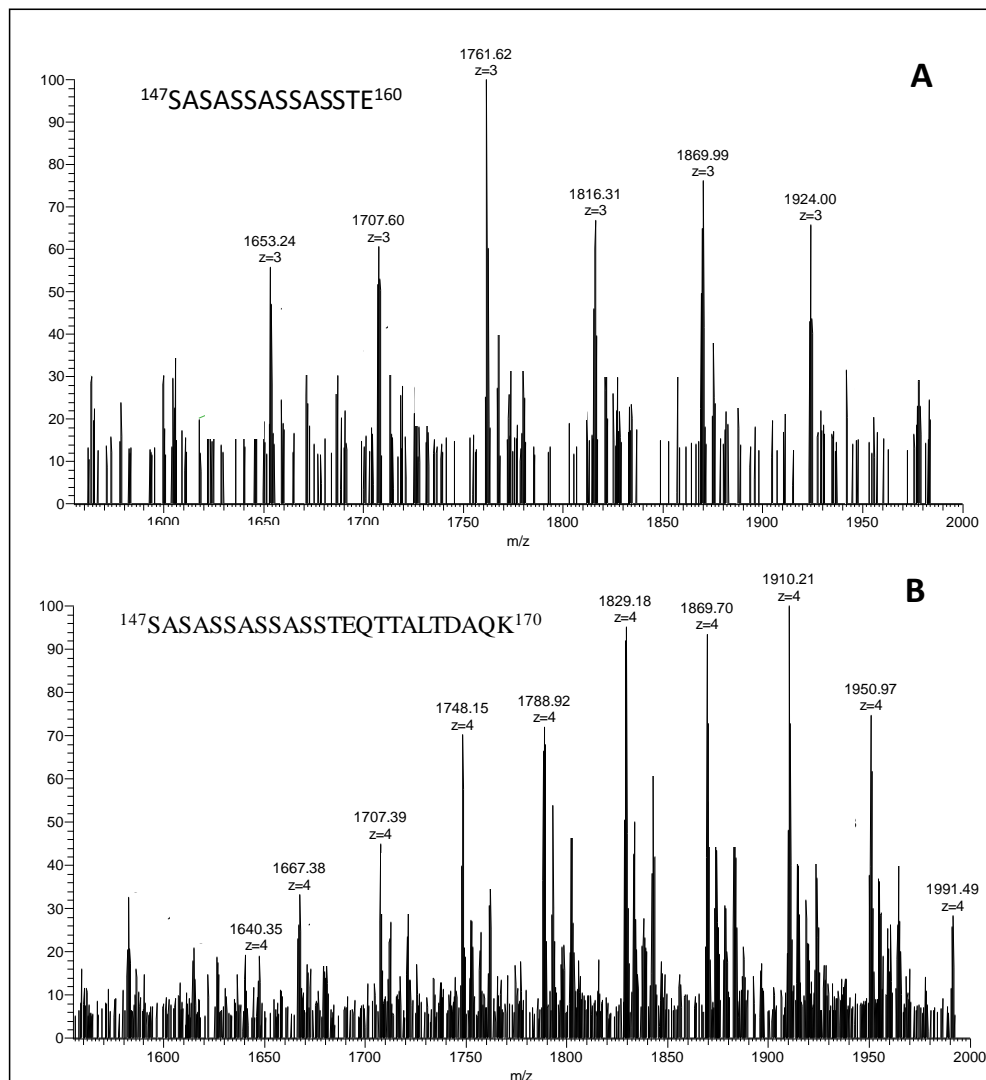 A
¹⁴⁷SASASSASSASSTE¹⁶⁰
1761.62
z=3
1869.99
z=3
1816.31
z=3
1924.00
z=3
1707.60
z=3
1653.24
z=3
100
90
80
70
60
50
40
30
20
10
0
1600 1650 1700 1750 1800 1850 1900 1950 2000
m/z
B
¹⁴⁷SASASSASSASSTEQTTALTDAQK¹⁷⁰
1910.21
z=4
1829.18
z=4
1869.70
z=4
1950.97
z=4
1788.92
z=4
1748.15
z=4
1707.39
z=4
1667.38
z=4
1640.35
z=4
1991.49
z=4
100
90
80
70
60
50
40
30
20
10
0
1600 1650 1700 1750 1800 1850 1900 1950 2000
m/z